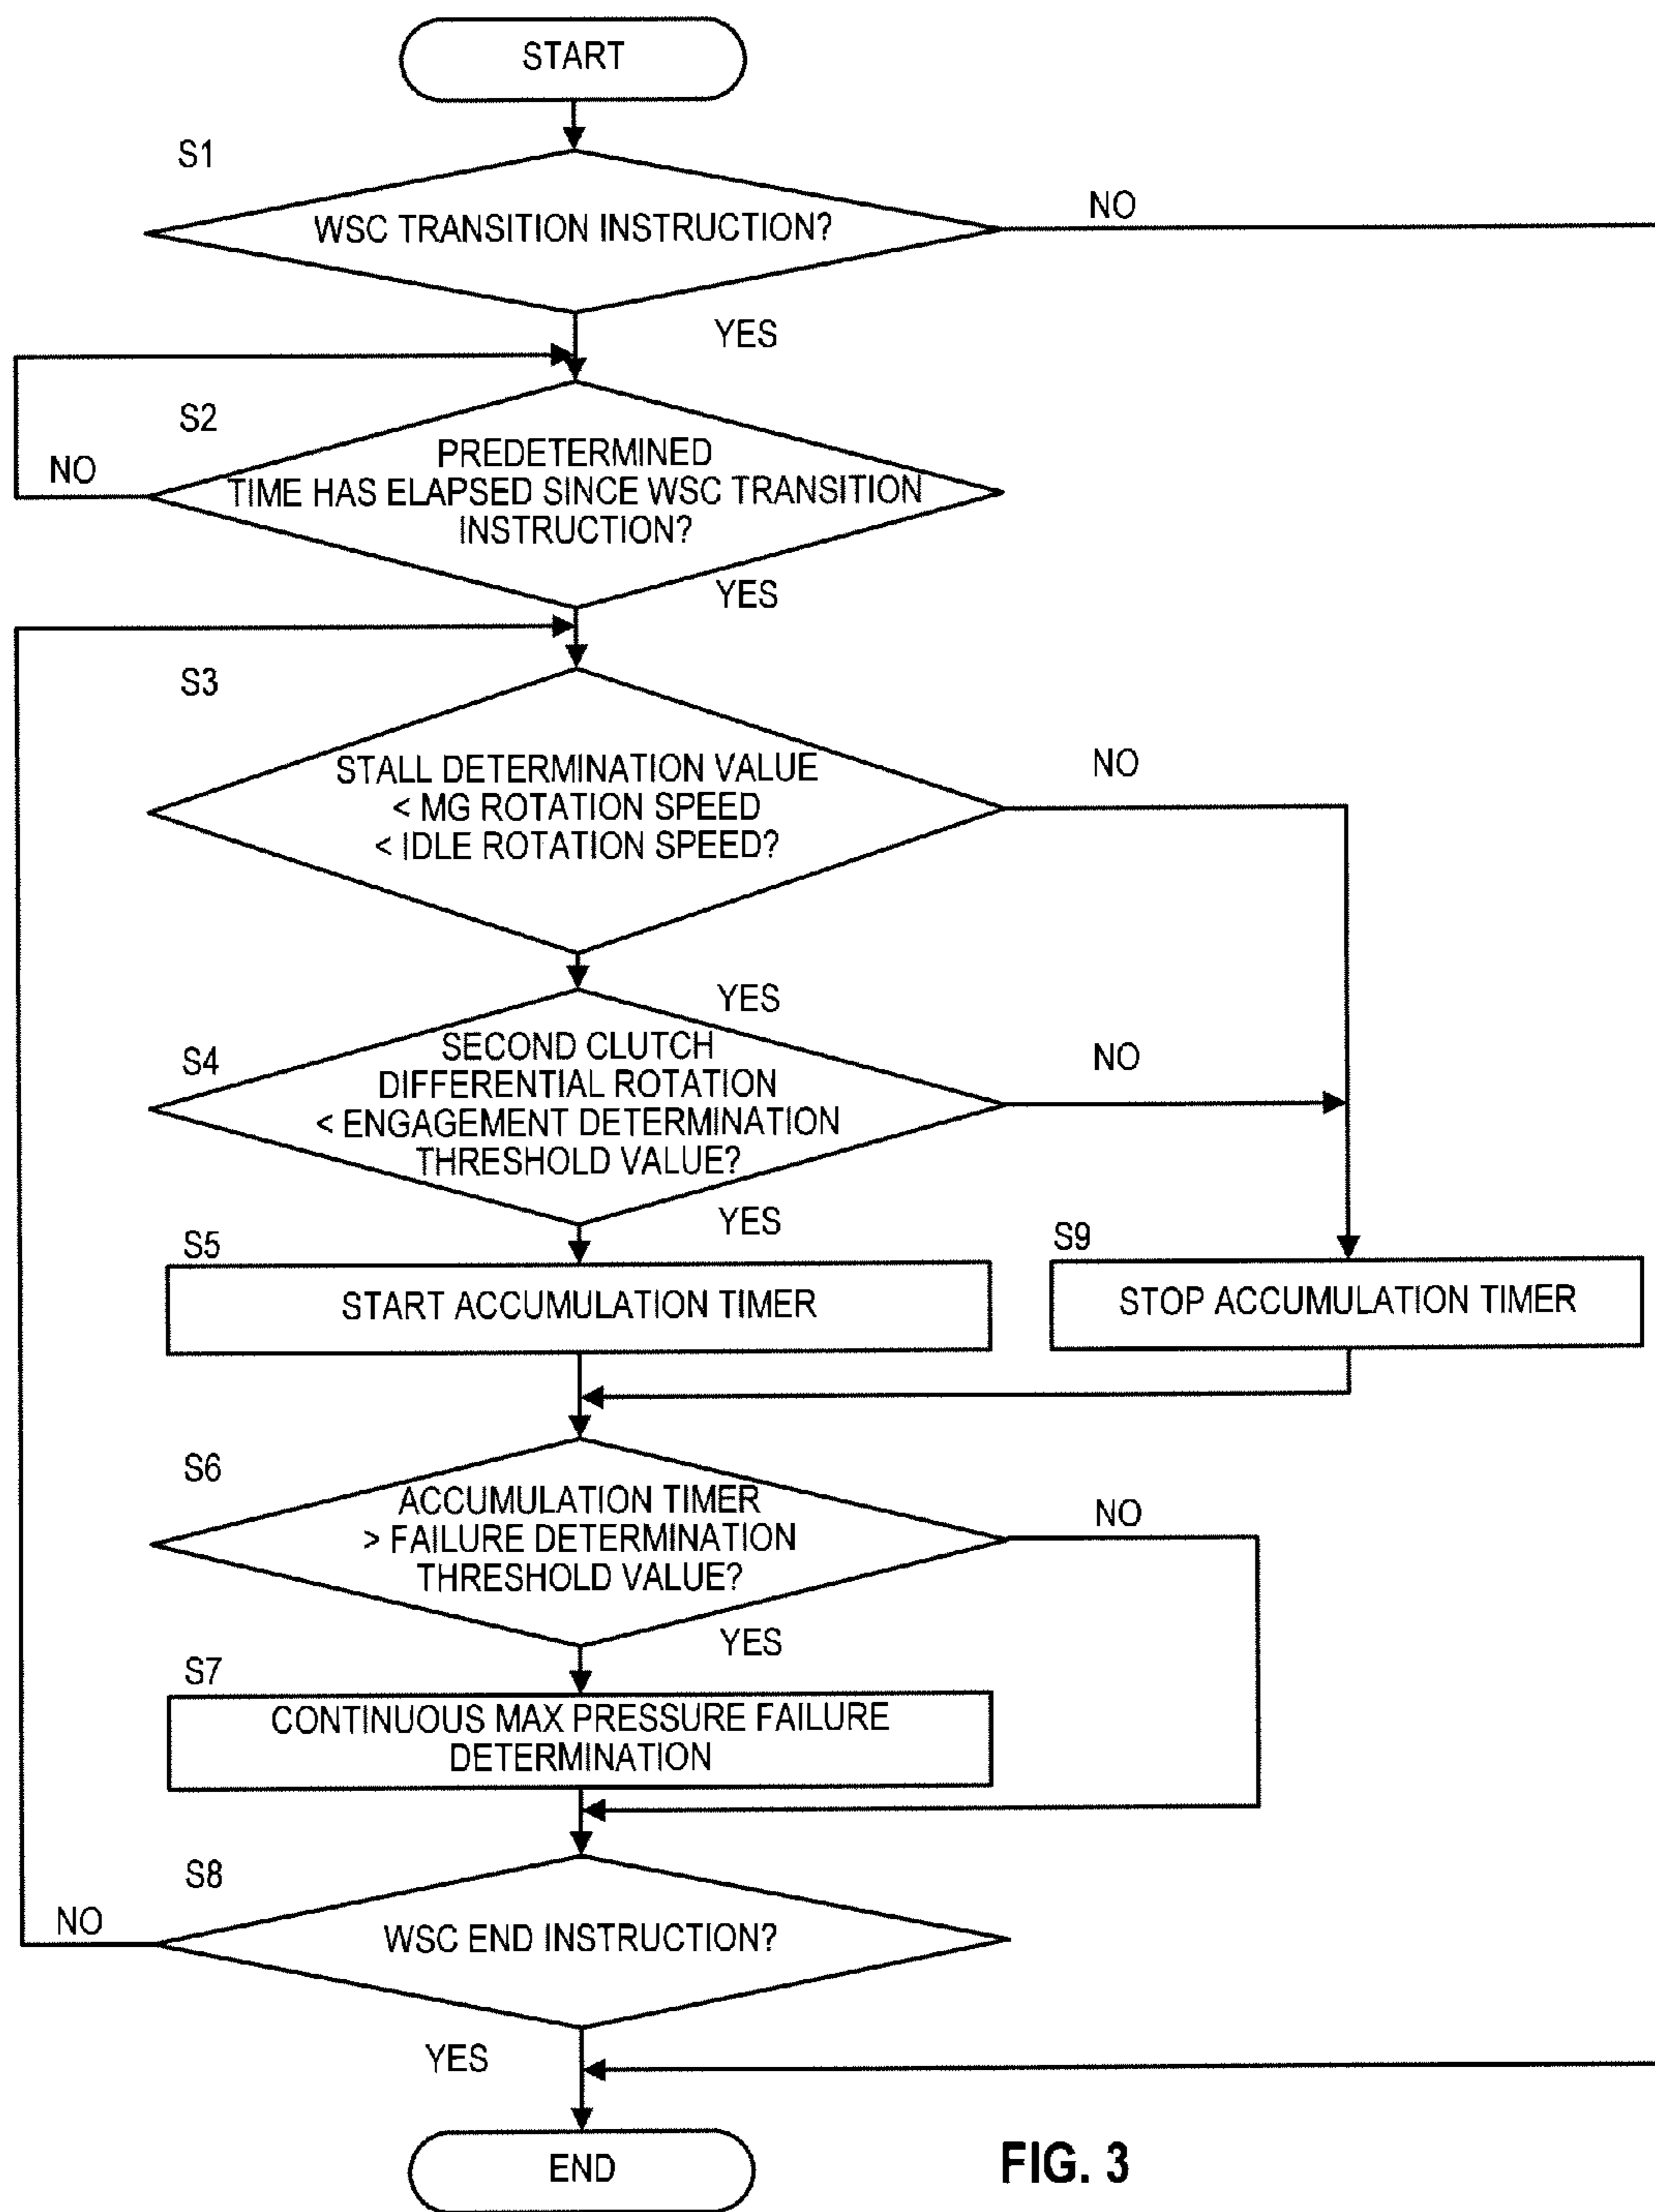 START
S1
WSC TRANSITION INSTRUCTION?
NO
YES
S2
PREDETERMINED
TIME HAS ELAPSED SINCE WSC TRANSITION
INSTRUCTION?
NO
YES
S3
STALL DETERMINATION VALUE
< MG ROTATION SPEED
< IDLE ROTATION SPEED?
NO
YES
S4
SECOND CLUTCH
DIFFERENTIAL ROTATION
< ENGAGEMENT DETERMINATION
THRESHOLD VALUE?
NO
YES
S5
START ACCUMULATION TIMER
S9
STOP ACCUMULATION TIMER
S6
ACCUMULATION TIMER
> FAILURE DETERMINATION
THRESHOLD VALUE?
NO
YES
S7
CONTINUOUS MAX PRESSURE FAILURE
DETERMINATION
S8
WSC END INSTRUCTION?
NO
YES
END
FIG. 3